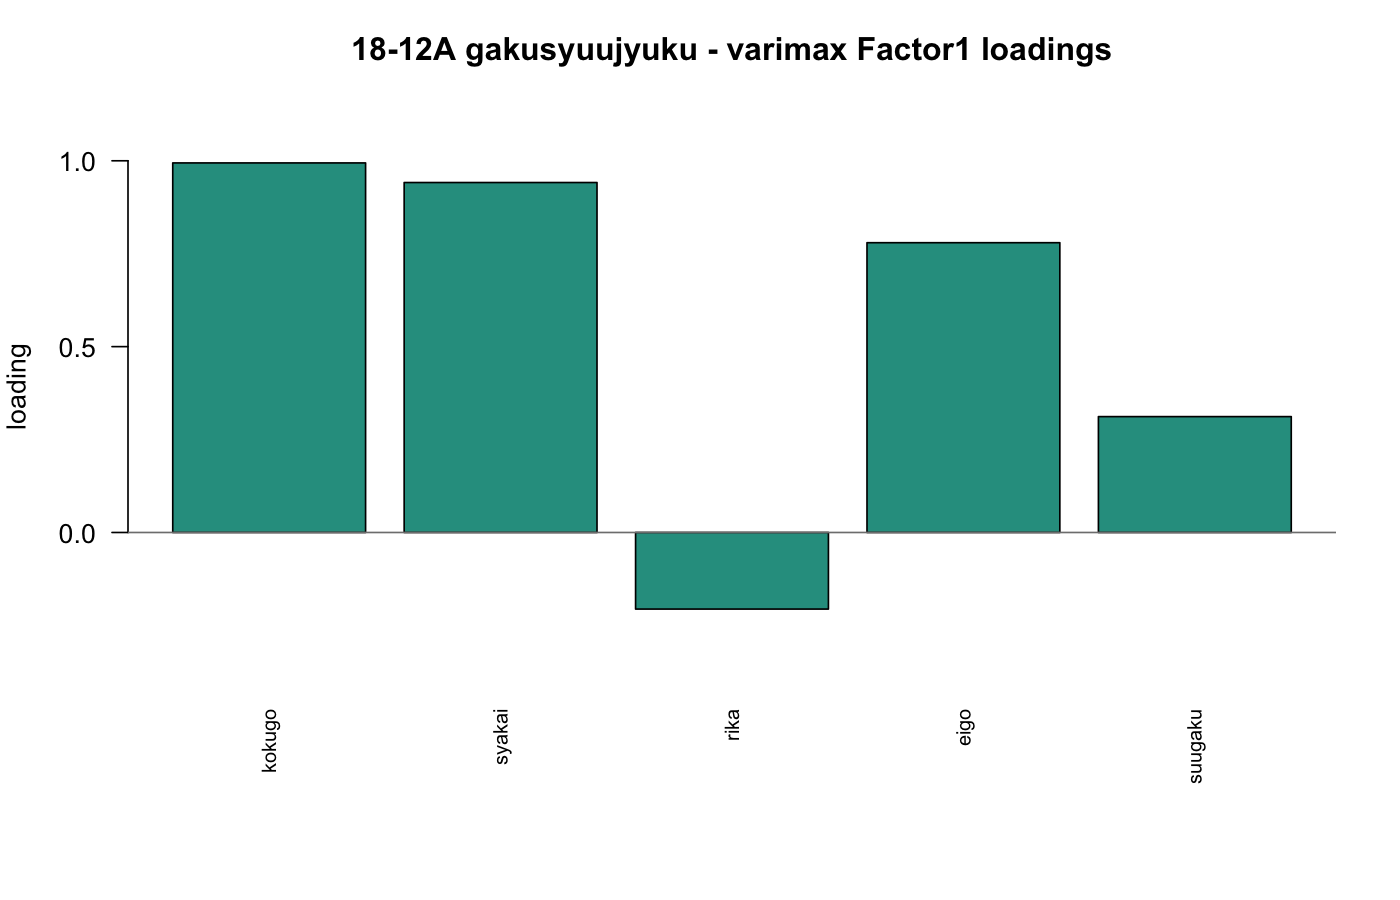 18-12A gakusyuujyuku - varimax Factor1 loadings
loading
1.0
0.5
0.0
kokugo
syakai
rika
eigo
suugaku